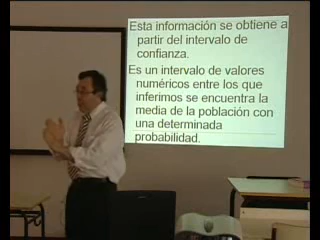 Esta información se obtiene a
partir del intervalo de
confianza.
Es un intervalo de valores
numéricos entre los que
inferimos se encuentra la
media de la población con
una determinada
probabilidad.